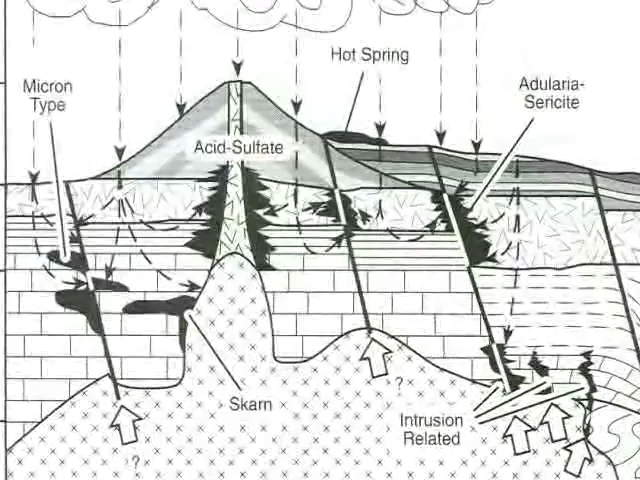 Hot Spring
Micron
Type
Adularia-
Sericite
Acid-Sulfate
?
Skarn
Intrusion
Related
?